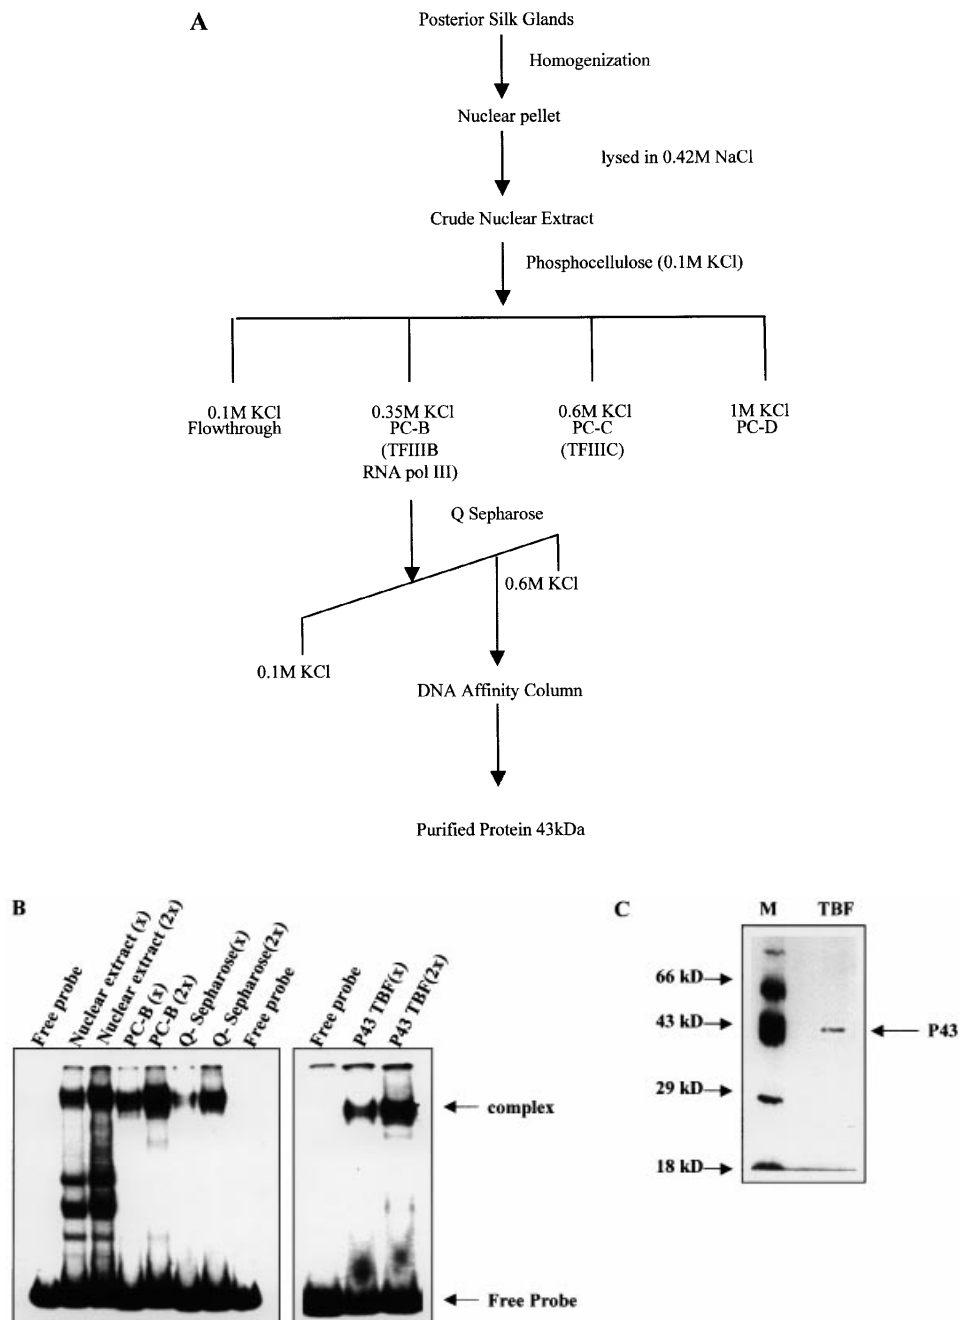 A
Posterior Silk Glands
Homogenization
Nuclear pellet
lysed in 0.42M NaCl
Crude Nuclear Extract
Phosphocellulose (0.1M KCl)
0.1M KCl
Flowthrough
0.35M KCl
PC-B
(TFIIIB
RNA pol III)
0.6M KCl
PC-C
(TFIIIC)
1M KCl
PC-D
Q Sepharose
0.6M KCl
0.1M KCl
DNA Affinity Column
Purified Protein 43kDa
B
Free probe
Nuclear extract (x)
Nuclear extract (2x)
PC-B (x)
PC-B (2x)
Q- Sepharose(x)
Q- Sepharose(2x)
Free probe
Free probe
P43 TBF(x)
P43 TBF(2x)
complex
Free Probe
C
M TBF
66 kD
43 kD
P43
29 kD
18 kD